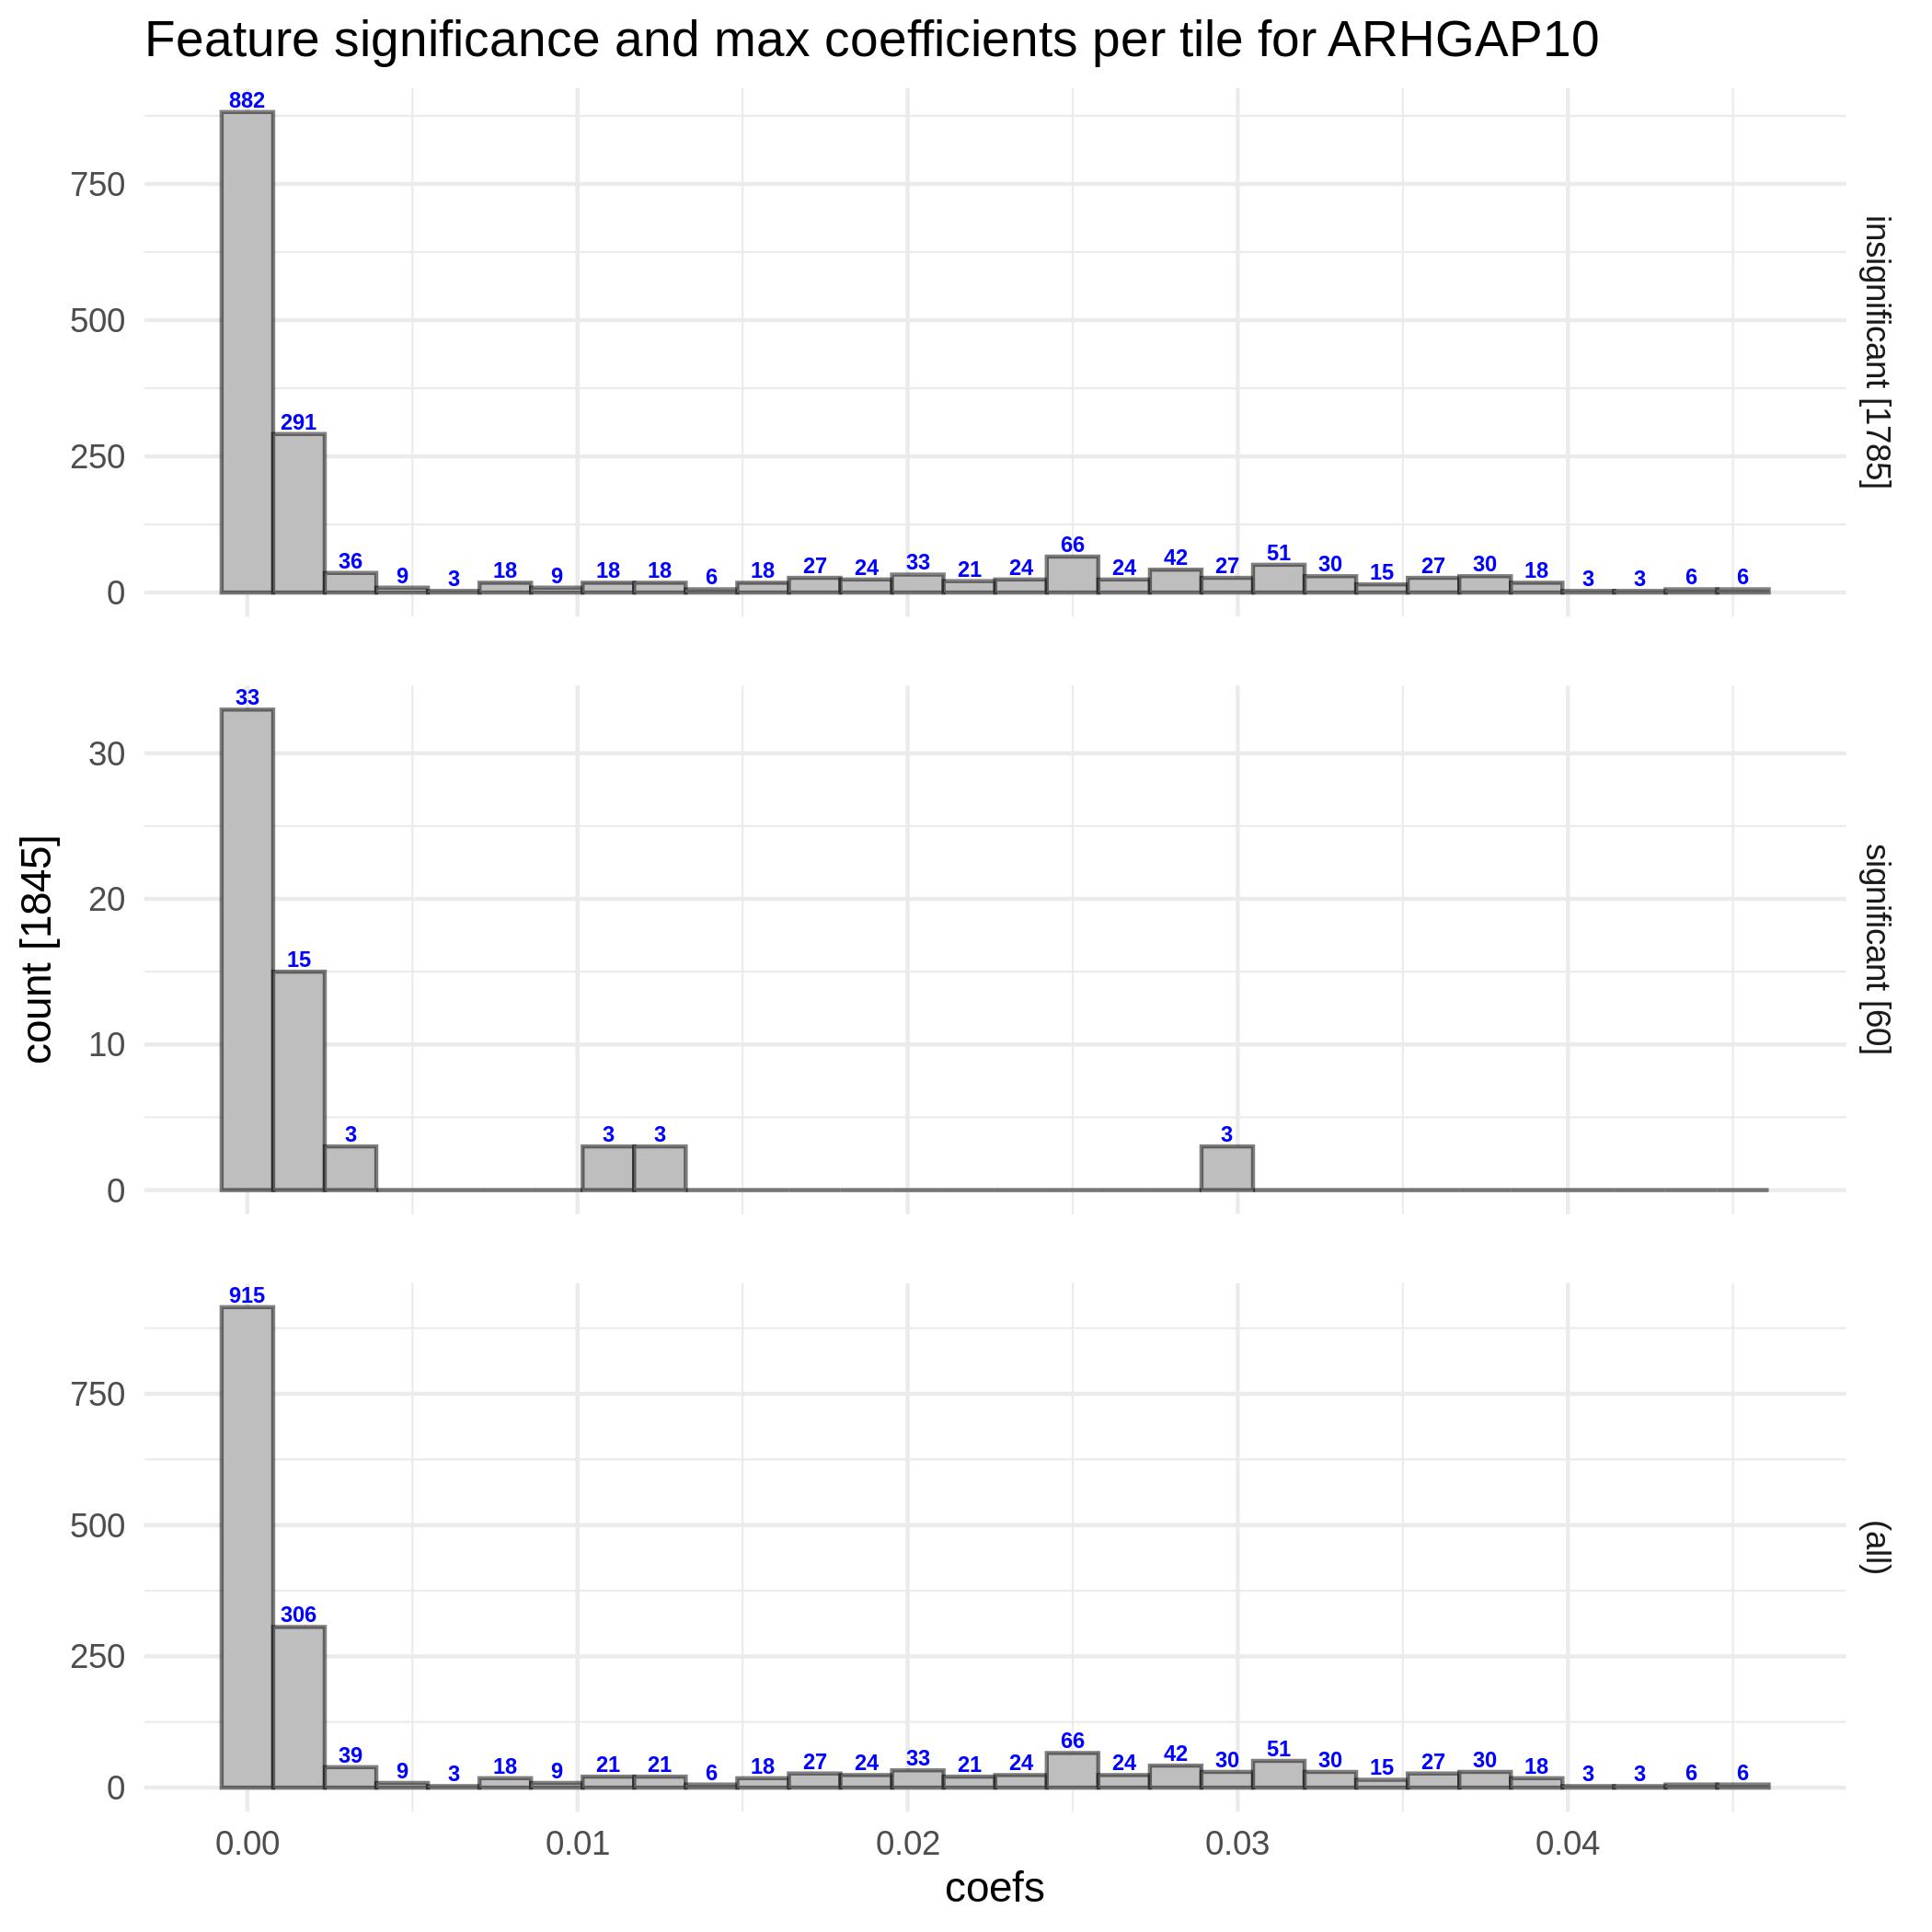 Feature significance and max coefficients per tile for ARHGAP10
882
750
500
250
0
291
36 9 3 18 9 18 18 6 18 27 24 33 21 24 66 24 42 27 51 30 15 27 30 18 3 3 6 6
insignificant [1785]
count [1845]
33
30
20
10
0
15
3 3 3 3
significant [60]
915
750
500
250
0
306
39 9 3 18 9 21 21 6 18 27 24 33 21 24 66 24 42 30 51 30 15 27 30 18 3 3 6 6
(all)
0.00 0.01 0.02 0.03 0.04
coefs